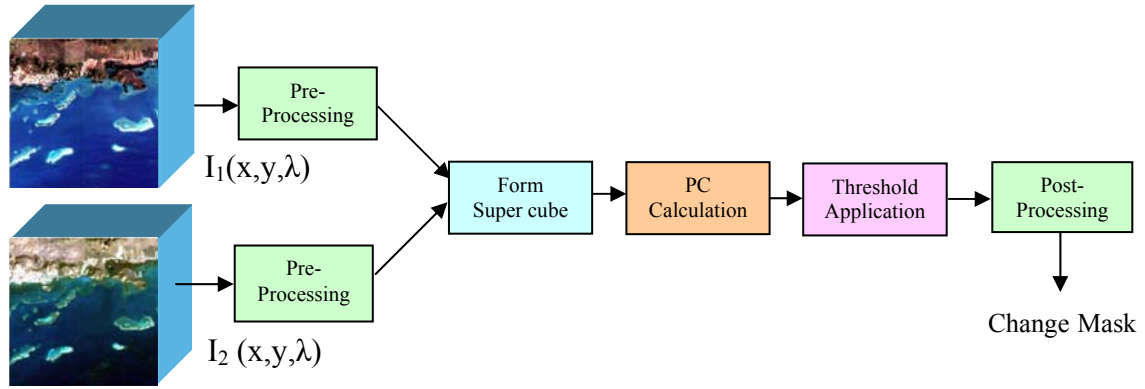 Pre-
Processing
I₁(x,y,λ)
Form
Super cube
PC
Calculation
Threshold
Application
Post-
Processing
Pre-
Processing
I₂ (x,y,λ)
Change Mask